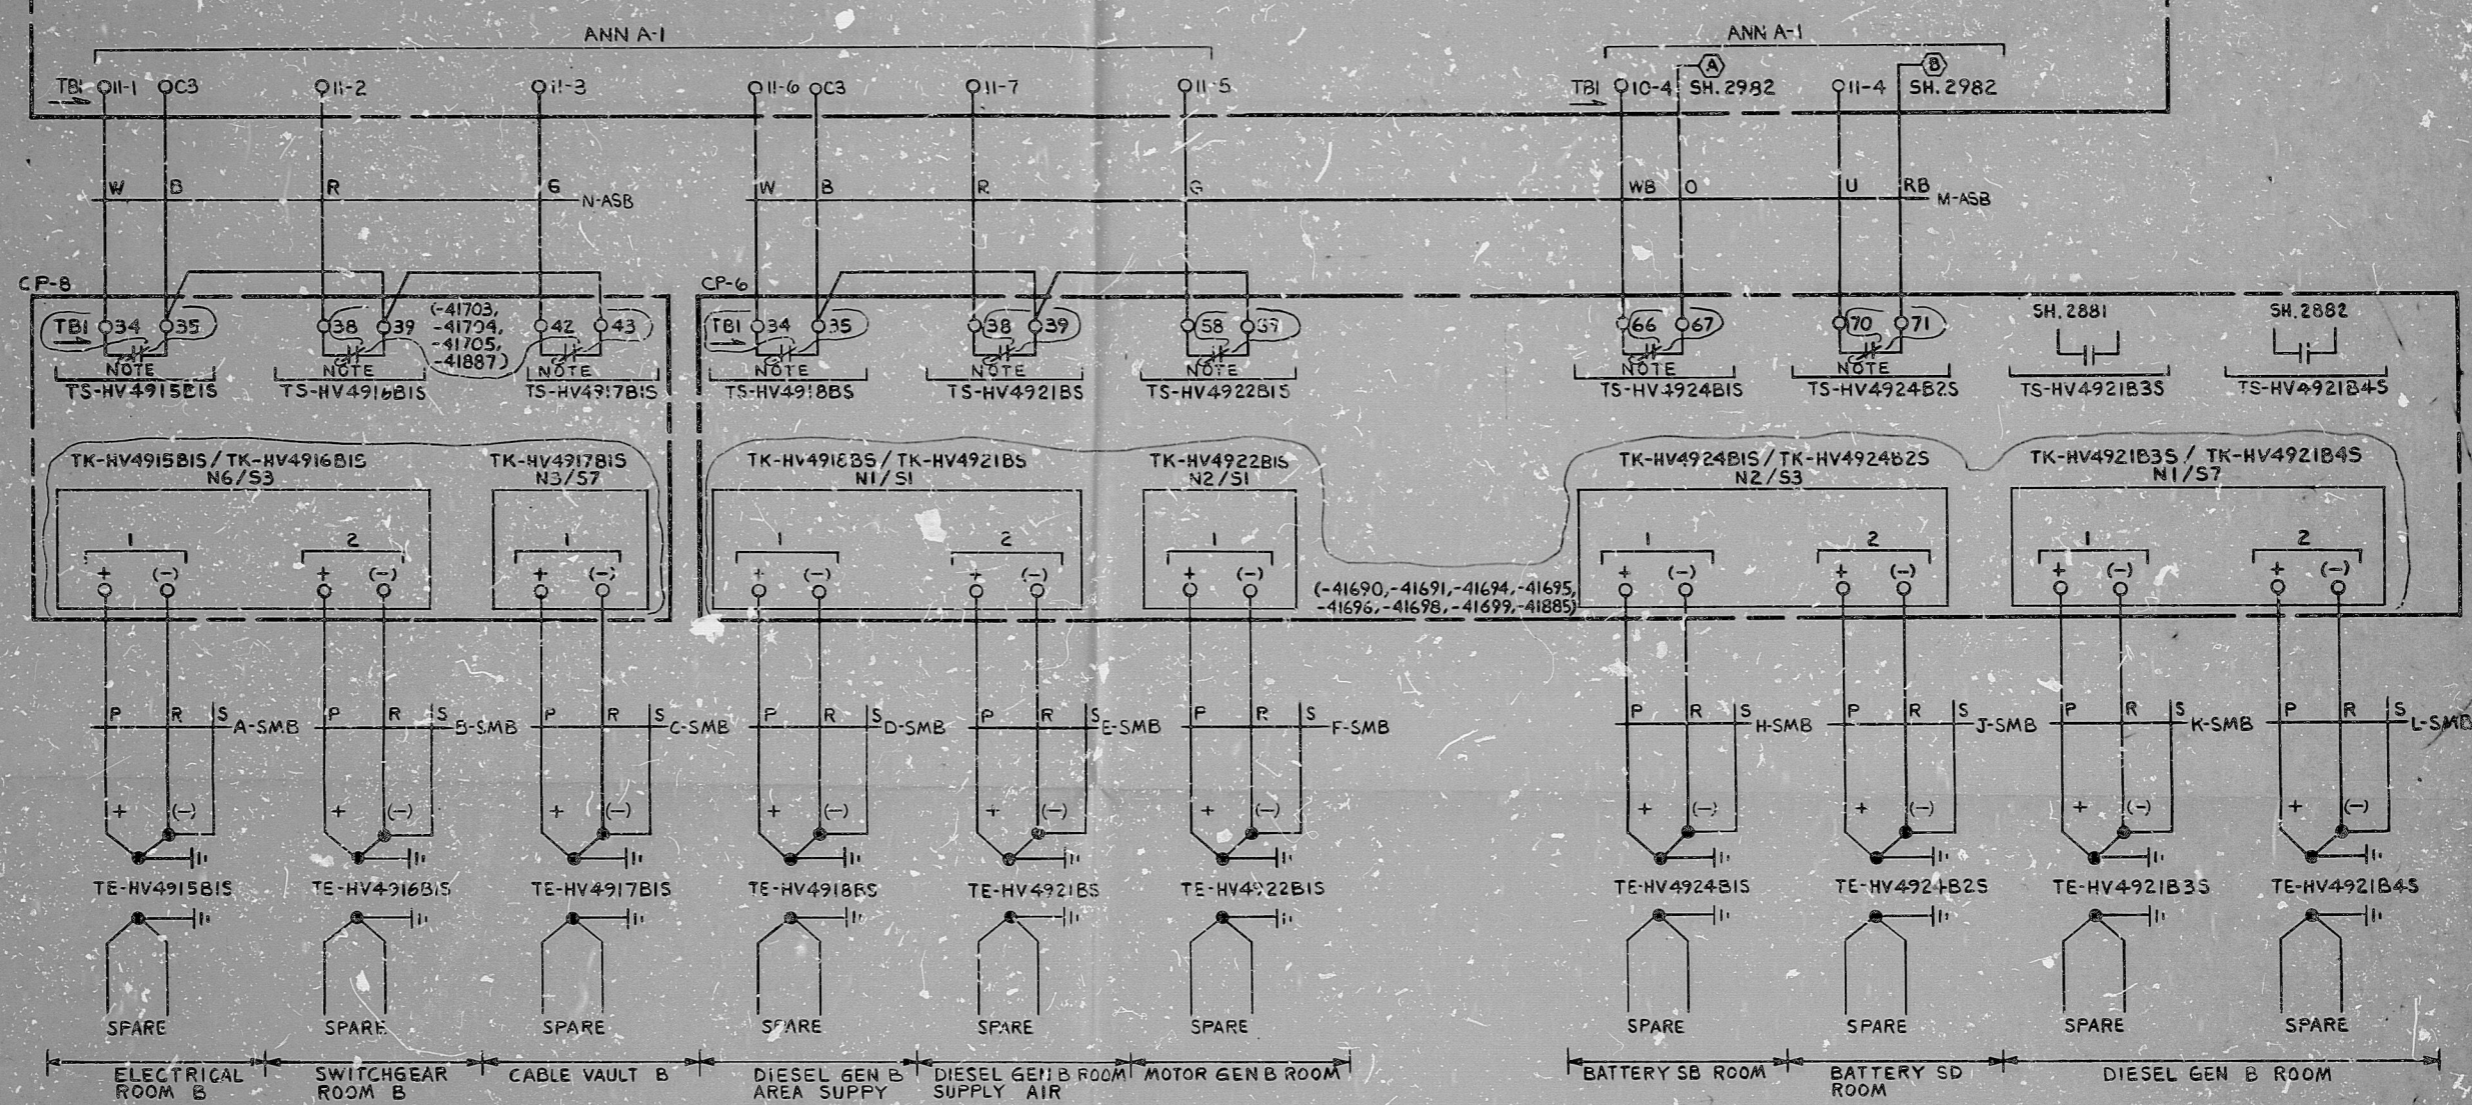 ANN A-1
ANN A-1
TB1 11-1 C3 11-2 11-3 11-6 C3 11-7 11-5 TB1 10-4 A SH.2982 11-4 B SH.2982
W B R G N-ASB W B R G WB O U RB M-ASB
CP-8
CP-6
TB1 34 35 38 39 42 43 TB1 34 35 38 39 58 66 67 70 71
(-41703,
-41704,
-41705,
-41887)
SH.2881
SH.2882
NOTE NOTE NOTE NOTE NOTE NOTE NOTE NOTE
TS-HV4915B1S TS-HV4916B1S TS-HV4917B1S TS-HV4918BS TS-HV4921BS TS-HV4922B1S TS-HV4924B1S TS-HV4924B2S TS-HV4921B3S TS-HV4921B4S
TK-HV4915B1S/TK-HV4916B1S TK-HV4917B1S TK-HV4918BS/TK-HV4921BS TK-HV4922B1S TK-HV4924B1S/TK-HV4924B2S TK-HV4921B3S/ TK-HV4921B4S
N6/S3 N3/S7 N1/S1 N2/S1 N2/S3 N1/S7
1 2 1 1 2 1 1 2 1 2
+ (-) + (-) + (-) + (-) + (-) + (-) + (-) + (-) + (-) + (-)
(-41690,-41691,-41694,-41695,
-41696,-41698,-41699,-41885)
P R S A-SMB P R S B-SMB P R S C-SMB P R S D-SMB P R S E-SMB P R S F-SMB P R S H-SMB P R S J-SMB P R S K-SMB P R S L-SMB
+ (-) + (-) + (-) + (-) + (-) + (-) + (-) + (-) + (-) + (-)
TE-HV4915B1S TE-HV4916B1S TE-HV4917B1S TE-HV4918BS TE-HV4921BS TE-HV4922B1S TE-HV4924B1S TE-HV4924B2S TE-HV4921B3S TE-HV4921B4S
SPARE SPARE SPARE SPARE SPARE SPARE SPARE SPARE SPARE SPARE
ELECTRICAL
ROOM B
SWITCHGEAR
ROOM B
CABLE VAULT B
DIESEL GEN B
AREA SUPPY
DIESEL GEN B ROOM
SUPPLY AIR
MOTOR GEN B ROOM
BATTERY SB ROOM
BATTERY SD
ROOM
DIESEL GEN B ROOM